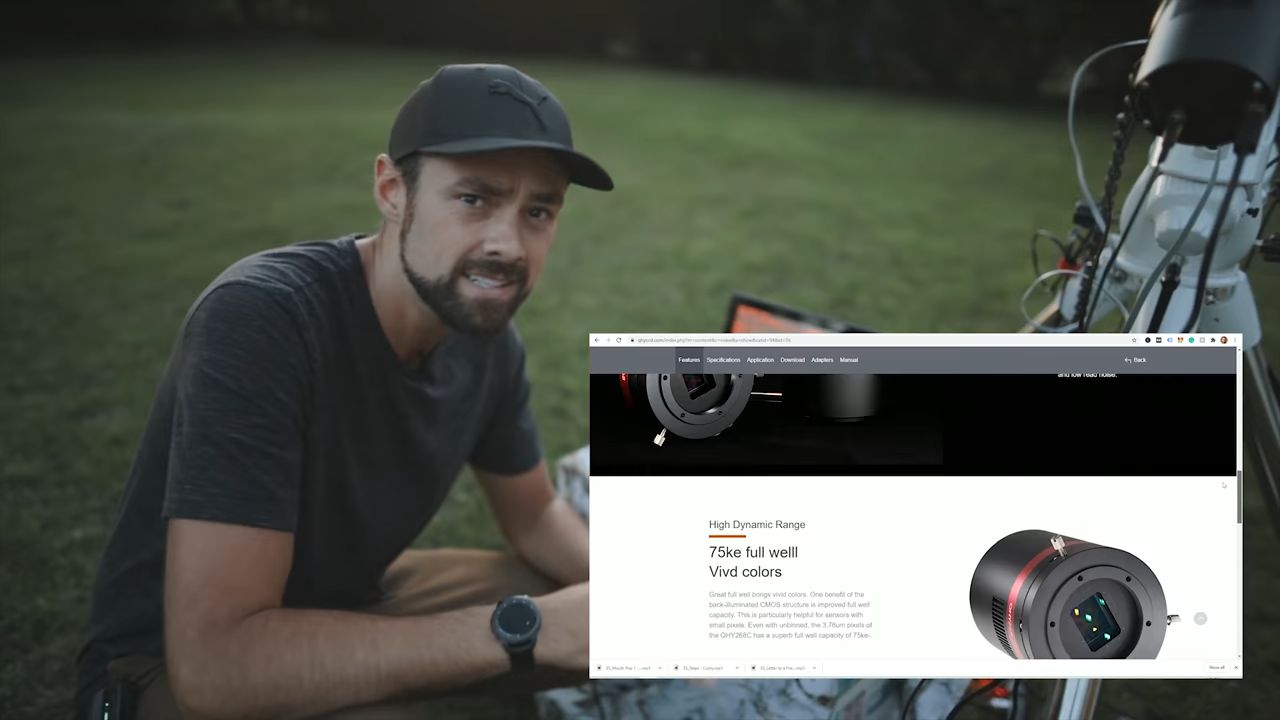 Features Specifications Application Download Adapters Manual Back
and low read noise.
High Dynamic Range
75ke full welll
Vivd colors
Great full well brings vivid colors. One benefit of the
back-illuminated CMOS structure is improved full well
capacity. This is particularly helpful for sensors with
small pixels. Even with unbinned, the 3.76um pixels of
the QHY268C has a superb full well capacity of 75ke-.
Show all